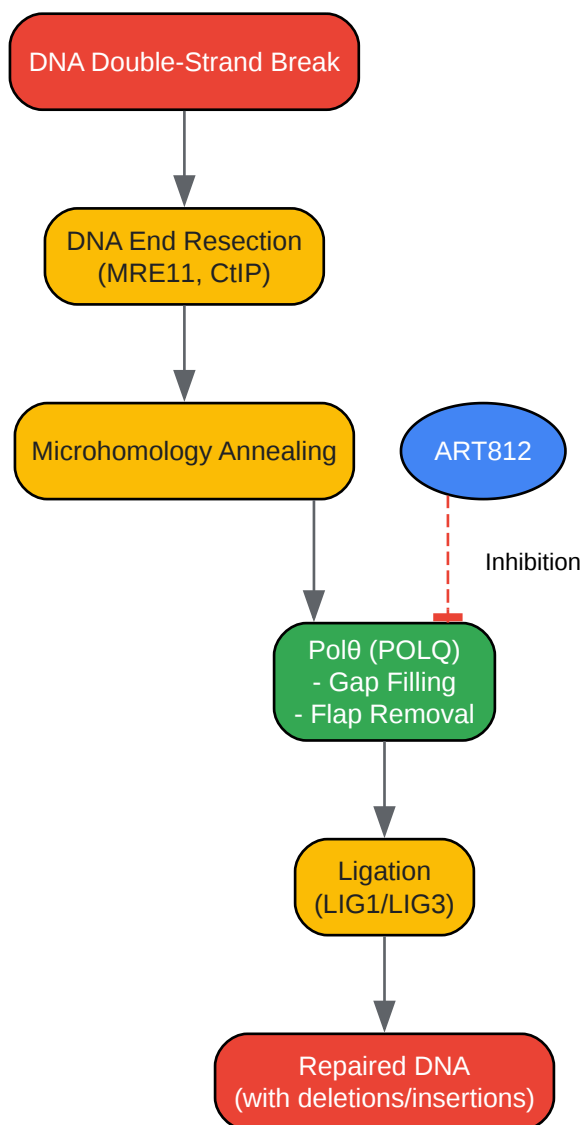 DNA Double-Strand Break
DNA End Resection
(MRE11, CtIP)
Microhomology Annealing
ART812
Inhibition
Polθ (POLQ)
- Gap Filling
- Flap Removal
Ligation
(LIG1/LIG3)
Repaired DNA
(with deletions/insertions)